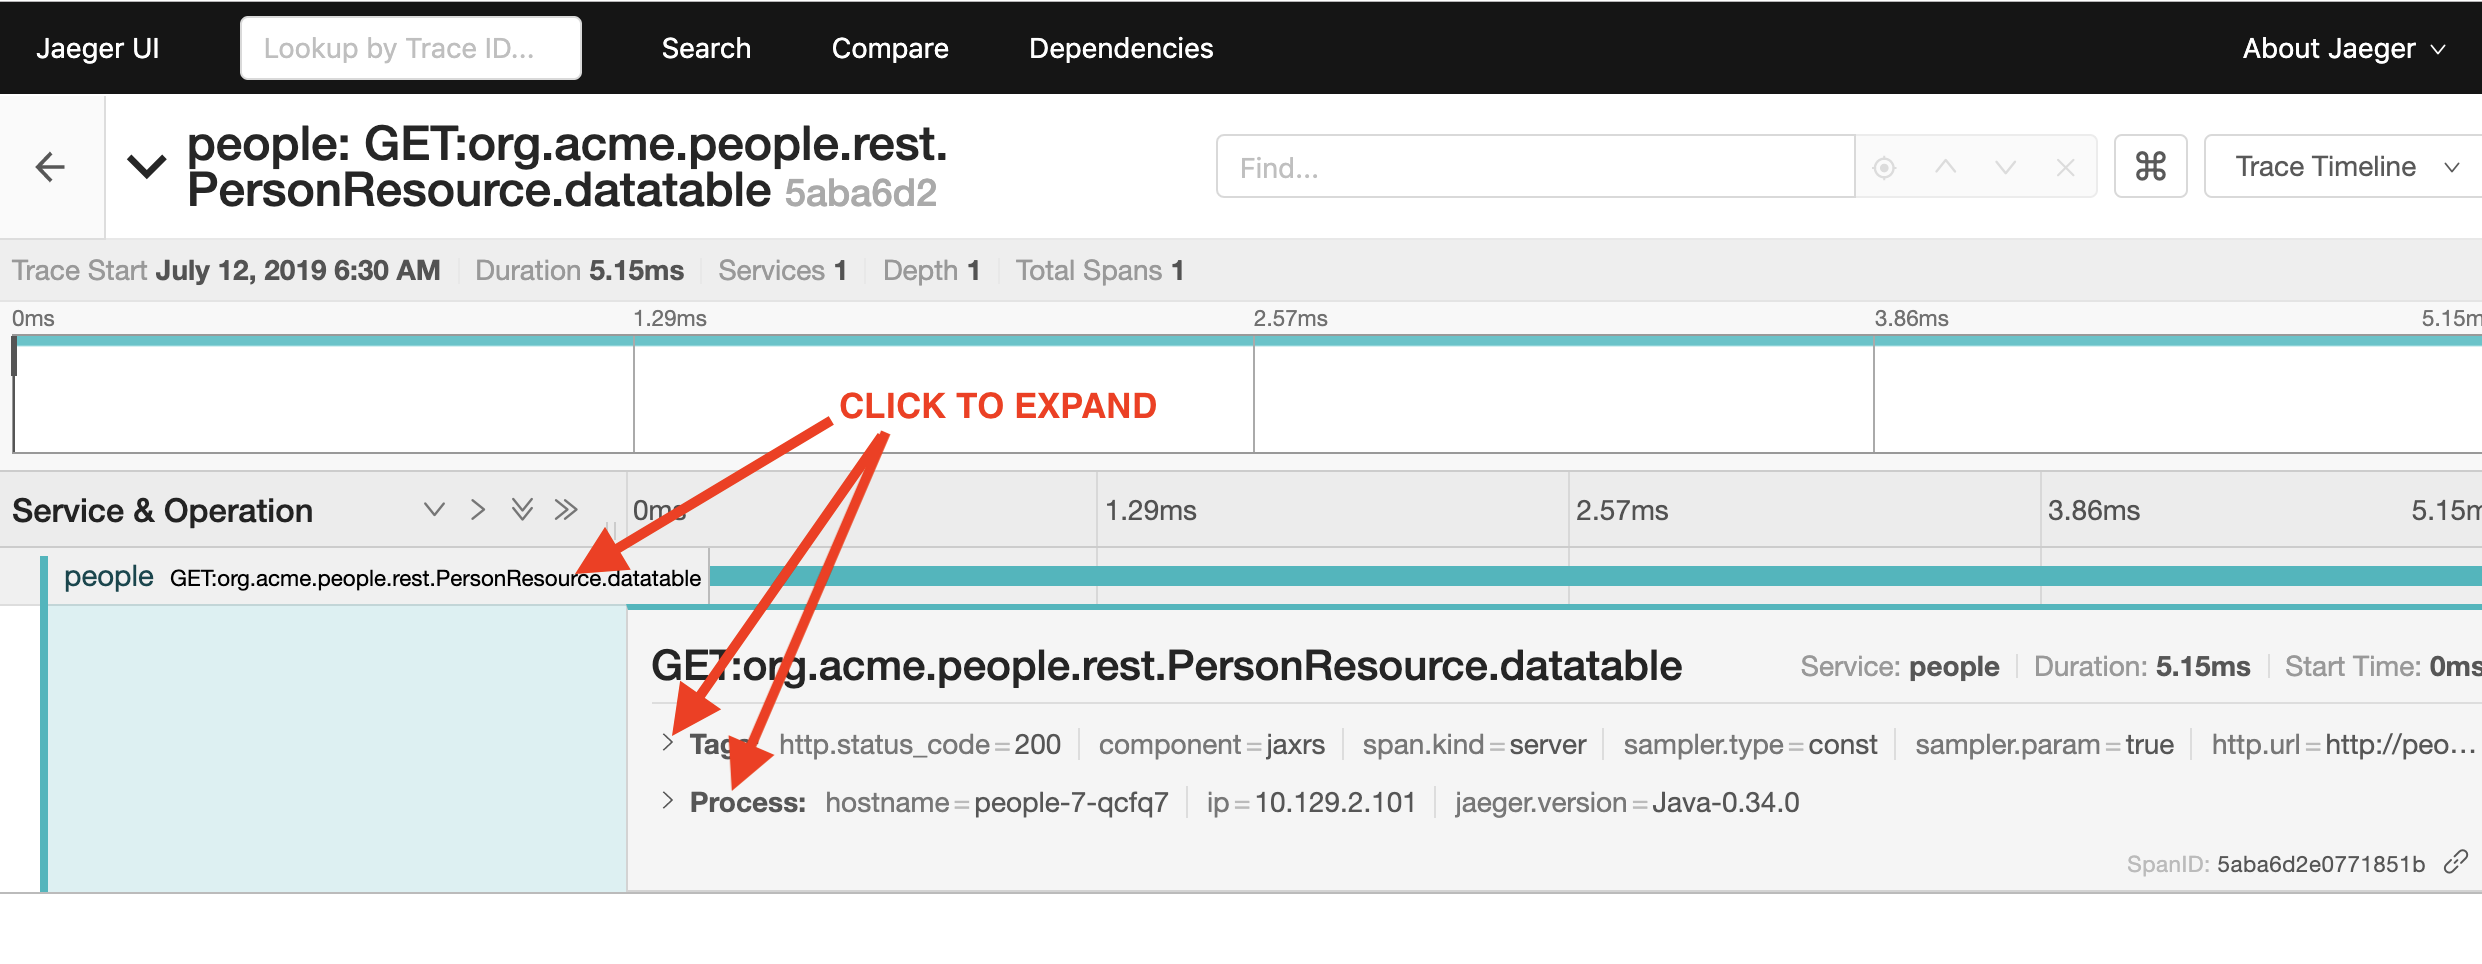 Jaeger UI Lookup by Trace ID... Search Compare Dependencies About Jaeger
people: GET:org.acme.people.rest.
PersonResource.datatable 5aba6d2
Find... ⌘ Trace Timeline
Trace Start July 12, 2019 6:30 AM Duration 5.15ms Services 1 Depth 1 Total Spans 1
0ms 1.29ms 2.57ms 3.86ms 5.15m
CLICK TO EXPAND
Service & Operation 0ms 1.29ms 2.57ms 3.86ms 5.15m
people GET:org.acme.people.rest.PersonResource.datatable
GET:org.acme.people.rest.PersonResource.datatable Service: people Duration: 5.15ms Start Time: 0ms
Tags: http.status_code=200 component=jaxrs span.kind=server sampler.type=const sampler.param=true http.url=http://peo...
Process: hostname=people-7-qcfq7 ip=10.129.2.101 jaeger.version=Java-0.34.0
SpanID: 5aba6d2e0771851b